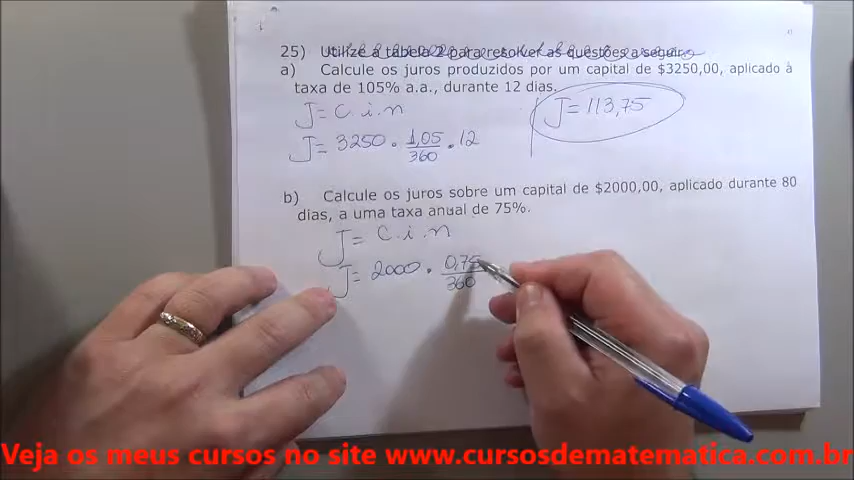 25) Utilize a tabela 2 para resolver as questões a seguir.
a) Calcule os juros produzidos por um capital de $3250,00, aplicado à
taxa de 105% a.a., durante 12 dias.
J = C . i . n
J = 113,75
J = 3250 . 1,05/360 . 12
b) Calcule os juros sobre um capital de $2000,00, aplicado durante 80
dias, a uma taxa anual de 75%.
J = C . i . n
J = 2000 . 0,75/360
Veja os meus cursos no site www.cursosdematematica.com.br